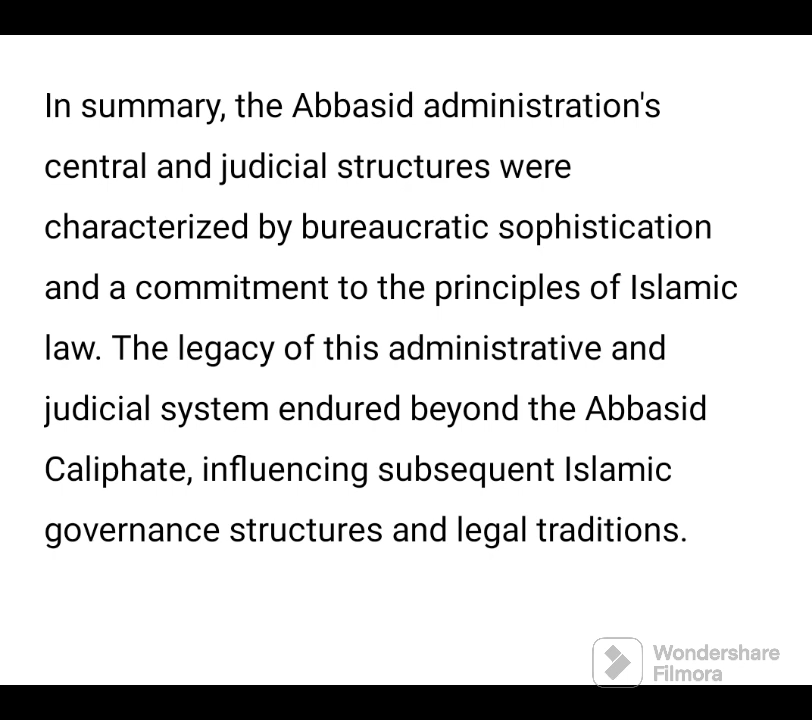 In summary, the Abbasid administration's
central and judicial structures were
characterized by bureaucratic sophistication
and a commitment to the principles of Islamic
law. The legacy of this administrative and
judicial system endured beyond the Abbasid
Caliphate, influencing subsequent Islamic
governance structures and legal traditions.
Wondershare
Filmora